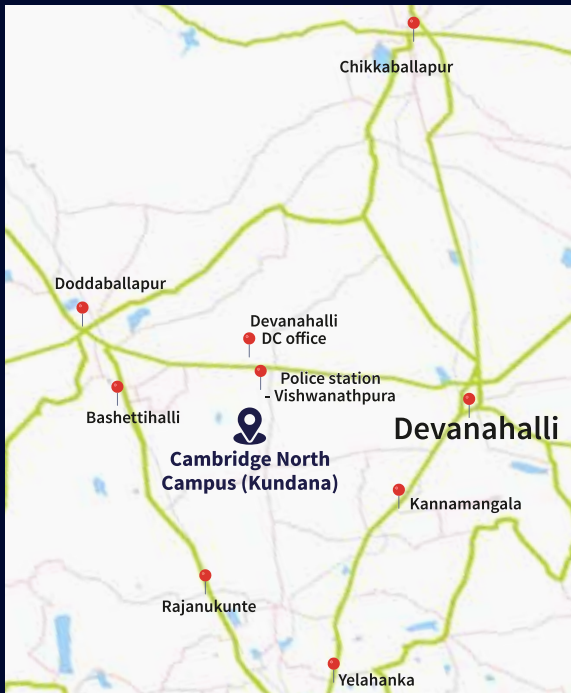 Chikkaballapur
Doddaballapur
Devanahalli
DC office
Police station
- Vishwanathpura
Bashettihalli
Devanahalli
Cambridge North
Campus (Kundana)
Kannamangala
Rajanukunte
Yelahanka